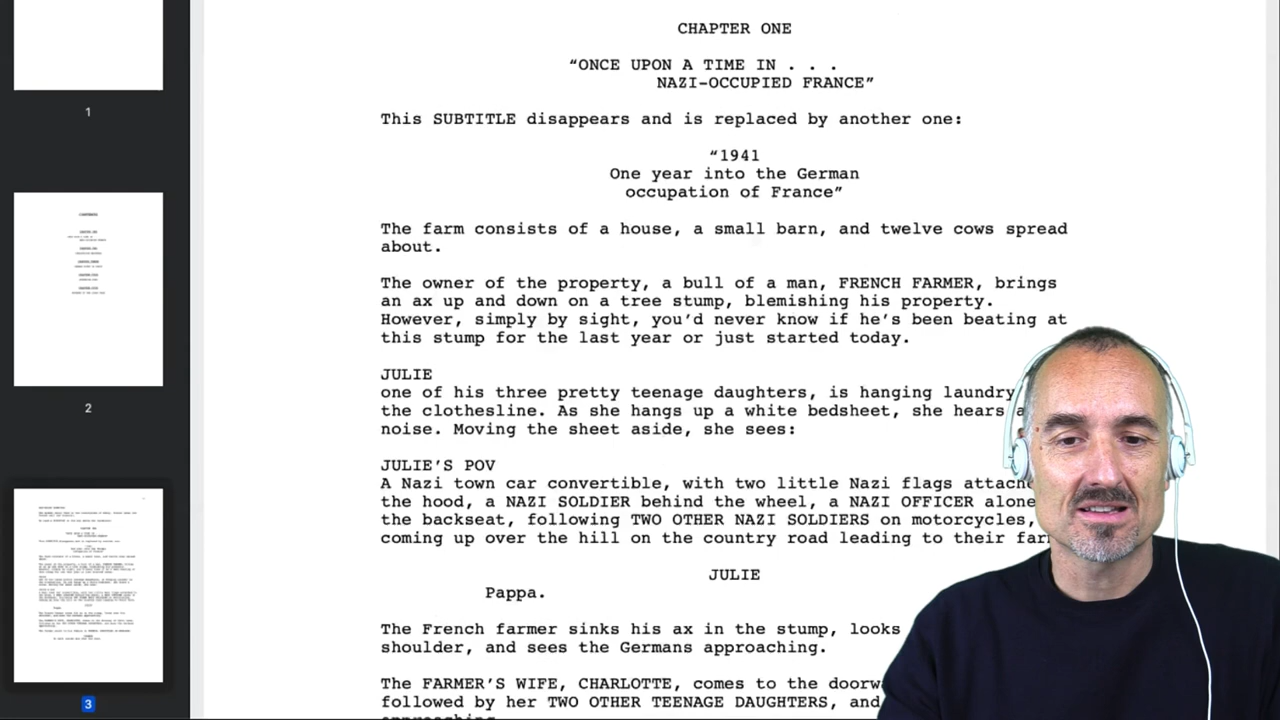 CHAPTER ONE
“ONCE UPON A TIME IN . . .
NAZI-OCCUPIED FRANCE”
This SUBTITLE disappears and is replaced by another one:
“1941
One year into the German
occupation of France”
The farm consists of a house, a small barn, and twelve cows spread
about.
The owner of the property, a bull of a man, FRENCH FARMER, brings
an ax up and down on a tree stump, blemishing his property.
However, simply by sight, you’d never know if he’s been beating at
this stump for the last year or just started today.
JULIE
one of his three pretty teenage daughters, is hanging laundry
the clothesline. As she hangs up a white bedsheet, she hears
noise. Moving the sheet aside, she sees:
JULIE’S POV
A Nazi town car convertible, with two little Nazi flags
the hood, a NAZI SOLDIER behind the wheel, a NAZI OFFICER alone
the backseat, following TWO OTHER NAZI SOLDIERS on motorcycles,
coming up over the hill on the country road leading to their
JULIE
Pappa.
The French farmer sinks his ax in the stump, looks
shoulder, and sees the Germans approaching.
The FARMER’S WIFE, CHARLOTTE, comes to the
followed by her TWO OTHER TEENAGE DAUGHTERS, and
1
2
3